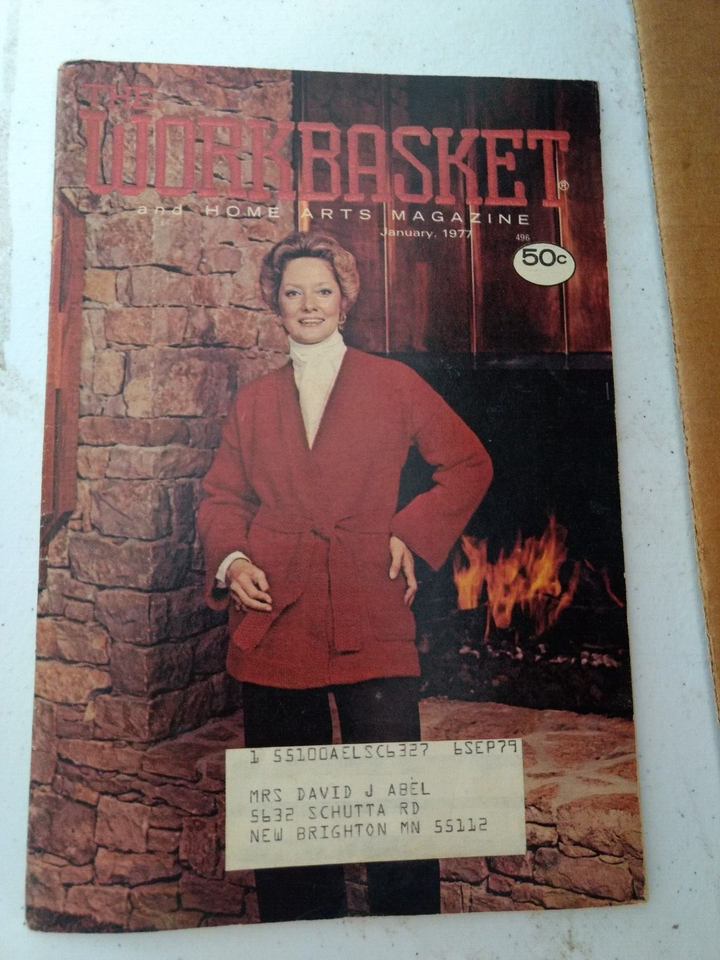 THE
WORKBASKET®
and HOME ARTS MAGAZINE
January, 1977
496
50c
1 55100AELSC6327 6SEP79
MRS DAVID J ABEL
5632 SCHUTTA RD
NEW BRIGHTON MN 55112